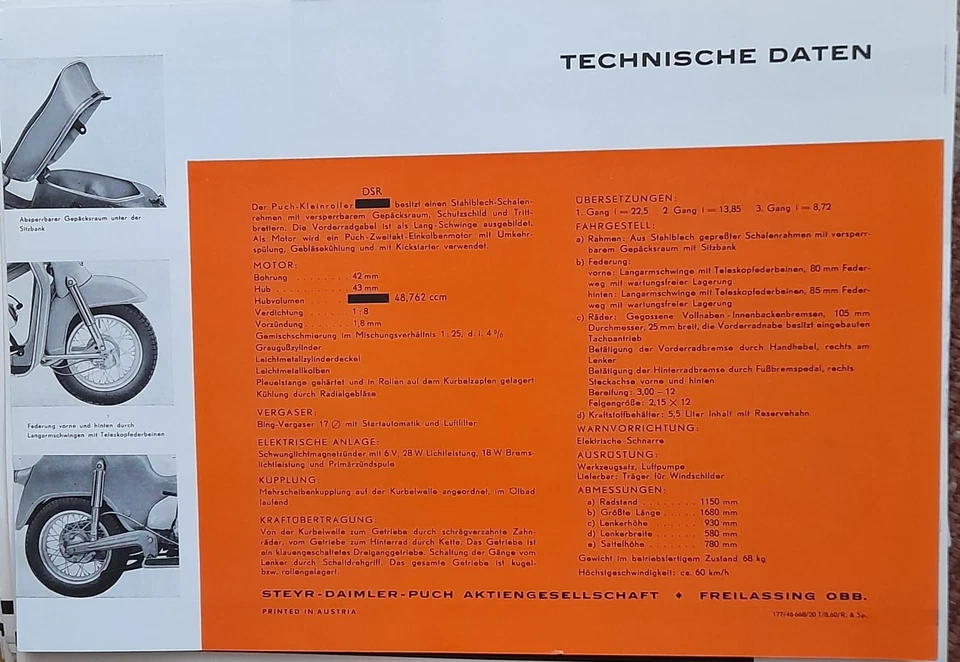 TECHNISCHE DATEN
Absperrbarer Gepäcksraum unter der
Sitzbank
Federung vorne und hinten durch
Langarmschwingen mit Teleskopfederbeinen
DSR
Der Puch-Kleinroller besitzt einen Stahlblech-Schalen-
rahmen mit versperrbarem Gepäcksraum, Schutzschild und Tritt-
brettern. Die Vorderradgabel ist als Lang-Schwinge ausgebildet.
Als Motor wird ein Puch-Zweitakt-Einkolbenmotor mit Umkehr-
spülung, Gebläsekühlung und mit Kickstarter verwendet.
MOTOR:
Bohrung ........ 42 mm
Hub .......... 43 mm
Hubvolumen .... 48,762 ccm
Verdichtung ..... 1:8
Vorzündung ...... 1,8 mm
Gemischschmierung im Mischungsverhältnis 1:25, d. i. 4 %
Graugußzylinder
Leichtmetallzylinderdeckel
Leichtmetallkolben
Pleuelstange gehärtet und in Rollen auf dem Kurbelzapfen gelagert
Kühlung durch Radialgebläse
VERGASER:
Bing-Vergaser 17 ∅ mit Startautomatik und Luftfilter
ELEKTRISCHE ANLAGE:
Schwunglichtmagnetzünder mit 6 V, 28 W Lichtleistung, 18 W Brems-
lichtleistung und Primärzündspule
KUPPLUNG:
Mehrscheibenkupplung auf der Kurbelwelle angeordnet, im Ölbad
laufend
KRAFTÜBERTRAGUNG:
Von der Kurbelwelle zum Getriebe durch schrägverzahnte Zahn-
räder, vom Getriebe zum Hinterrad durch Kette. Das Getriebe ist
ein klauengeschaltetes Dreiganggetriebe. Schaltung der Gänge vom
Lenker durch Schaltdrehgriff. Das gesamte Getriebe ist kugel-
bzw. rollengelagert.
ÜBERSETZUNGEN:
1. Gang i = 22,5 2. Gang i = 13,85 3. Gang i = 8,72
FAHRGESTELL:
a) Rahmen: Aus Stahlblech gepreßter Schalenrahmen mit versperr-
barem Gepäcksraum mit Sitzbank
b) Federung:
vorne: Langarmschwinge mit Teleskopfederbeinen, 80 mm Feder-
weg mit wartungsfreier Lagerung
hinten: Langarmschwinge mit Teleskopfederbeinen, 85 mm Feder-
weg mit wartungsfreier Lagerung
c) Räder: Gegossene Vollnaben-Innenbackenbremsen, 105 mm
Durchmesser, 25 mm breit, die Vorderradnabe besitzt eingebauten
Tachoantrieb
Betätigung der Vorderradbremse durch Handhebel, rechts am
Lenker
Betätigung der Hinterradbremse durch Fußbremspedal, rechts
Steckachse vorne und hinten
Bereifung: 3,00 – 12
Felgengröße: 2,15 × 12
d) Kraftstoffbehälter: 5,5 Liter Inhalt mit Reservehahn
WARNVORRICHTUNG:
Elektrische Schnarre
AUSRÜSTUNG:
Werkzeugsatz, Luftpumpe
Lieferbar: Träger für Windschilder
ABMESSUNGEN:
a) Radstand ........ 1150 mm
b) Größte Länge ..... 1680 mm
c) Lenkerhöhe ...... 930 mm
d) Lenkerbreite ...... 580 mm
e) Sattelhöhe ....... 780 mm
Gewicht im betriebsfertigem Zustand 68 kg
Höchstgeschwindigkeit: ca. 60 km/h
STEYR-DAIMLER-PUCH AKTIENGESELLSCHAFT ♦ FREILASSING OBB.
PRINTED IN AUSTRIA
177/46 668/20 T/8,60/R. & Sp.